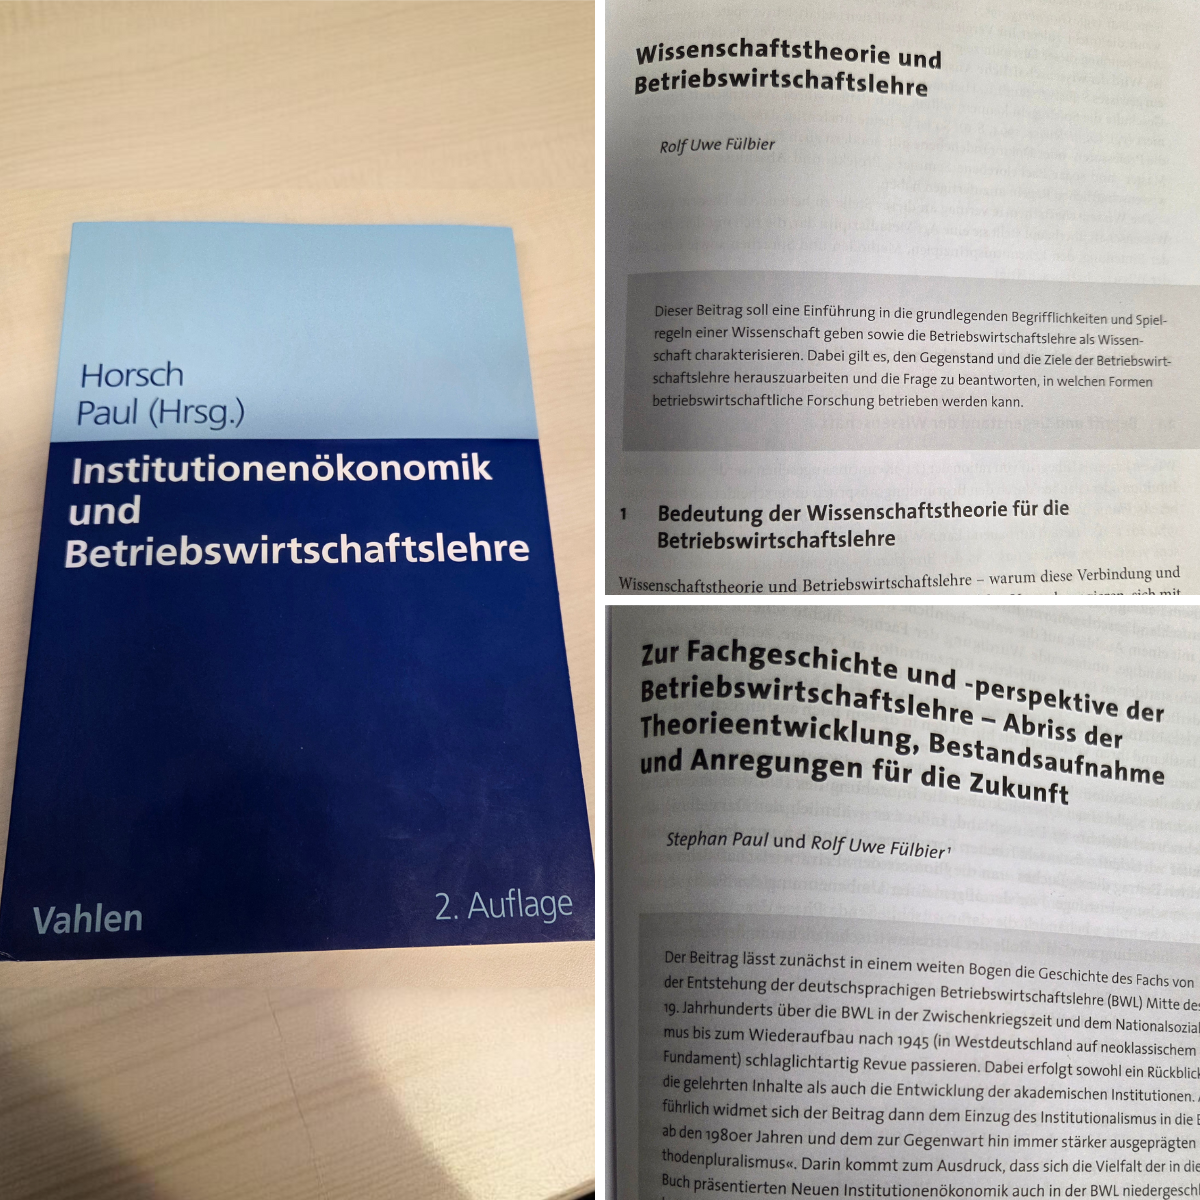 Horsch
Paul (Hrsg.)
Institutionenökonomik
und
Betriebswirtschaftslehre
Vahlen
2. Auflage
Wissenschaftstheorie und
Betriebswirtschaftslehre
Rolf Uwe Fülbier
Dieser Beitrag soll eine Einführung in die grundlegenden Begrifflichkeiten und Spiel-
regeln einer Wissenschaft geben sowie die Betriebswirtschaftslehre als Wissen-
schaft charakterisieren. Dabei gilt es, den Gegenstand und die Ziele der Betriebswirt-
schaftslehre herauszuarbeiten und die Frage zu beantworten, in welchen Formen
betriebswirtschaftliche Forschung betrieben werden kann.
1 Bedeutung der Wissenschaftstheorie für die
Betriebswirtschaftslehre
Wissenschaftstheorie und Betriebswirtschaftslehre – warum diese Verbindung und
sich mit
Zur Fachgeschichte und -perspektive der
Betriebswirtschaftslehre – Abriss der
Theorieentwicklung, Bestandsaufnahme
und Anregungen für die Zukunft
Stephan Paul und Rolf Uwe Fülbier¹
Der Beitrag lässt zunächst in einem weiten Bogen die Geschichte des Fachs von
der Entstehung der deutschsprachigen Betriebswirtschaftslehre (BWL) Mitte des
19. Jahrhunderts über die BWL in der Zwischenkriegszeit und dem Nationalsozial
mus bis zum Wiederaufbau nach 1945 (in Westdeutschland auf neoklassischem
Fundament) schlaglichtartig Revue passieren. Dabei erfolgt sowohl ein Rückblick
die gelehrten Inhalte als auch die Entwicklung der akademischen Institutionen.
führlich widmet sich der Beitrag dann dem Einzug des Institutionalismus in die
ab den 1980er Jahren und dem zur Gegenwart hin immer stärker ausgeprägten
thodenpluralismus«. Darin kommt zum Ausdruck, dass sich die Vielfalt der in die
Buch präsentierten Neuen Institutionenökonomik auch in der BWL niedergeschl